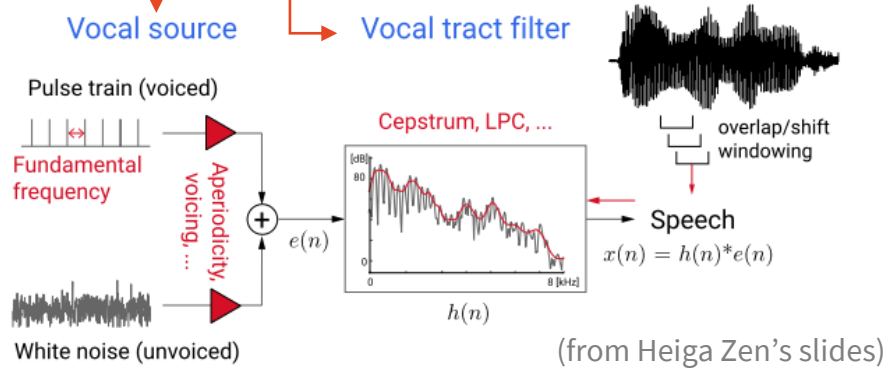 Vocal source
Vocal tract filter
Pulse train (voiced)
Fundamental
frequency
Aperiodicity,
voicing, ...
White noise (unvoiced)
+
e(n)
Cepstrum, LPC, ...
[dB]
80
0
0
8 [kHz]
h(n)
overlap/shift
windowing
Speech
x(n) = h(n)*e(n)
(from Heiga Zen's slides)